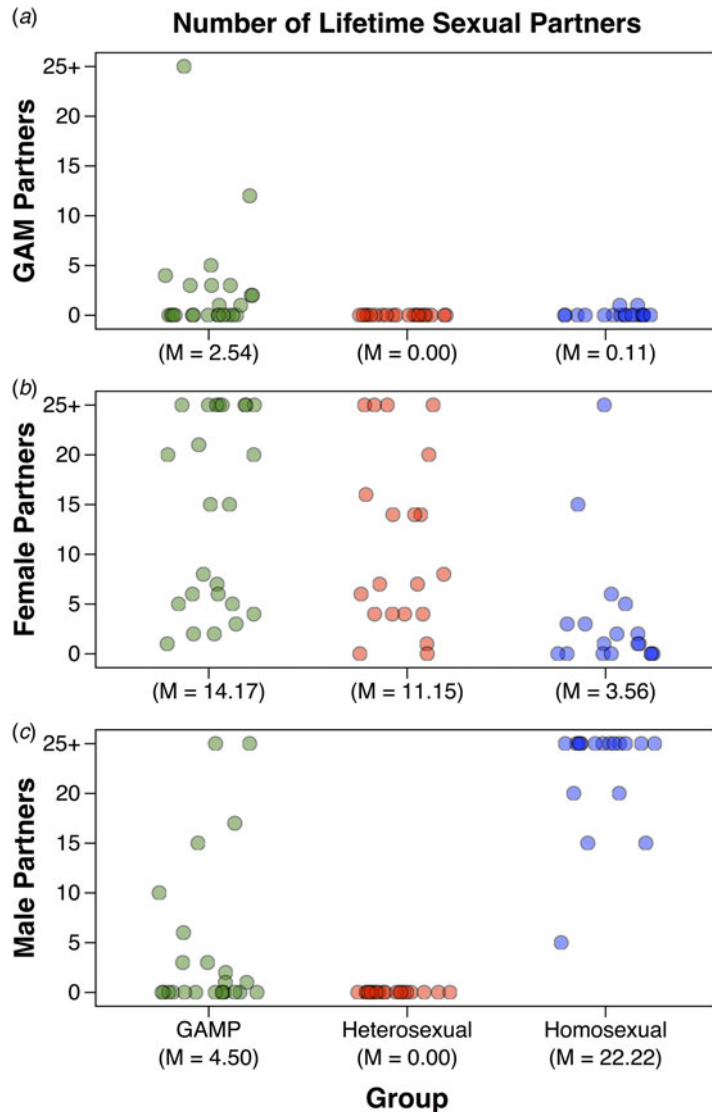 (a)
Number of Lifetime Sexual Partners
GAM Partners
25+
20
15
10
5
0
(M = 2.54) (M = 0.00) (M = 0.11)
(b)
Female Partners
25+
20
15
10
5
0
(M = 14.17) (M = 11.15) (M = 3.56)
(c)
Male Partners
25+
20
15
10
5
0
GAMP Heterosexual Homosexual
(M = 4.50) (M = 0.00) (M = 22.22)
Group